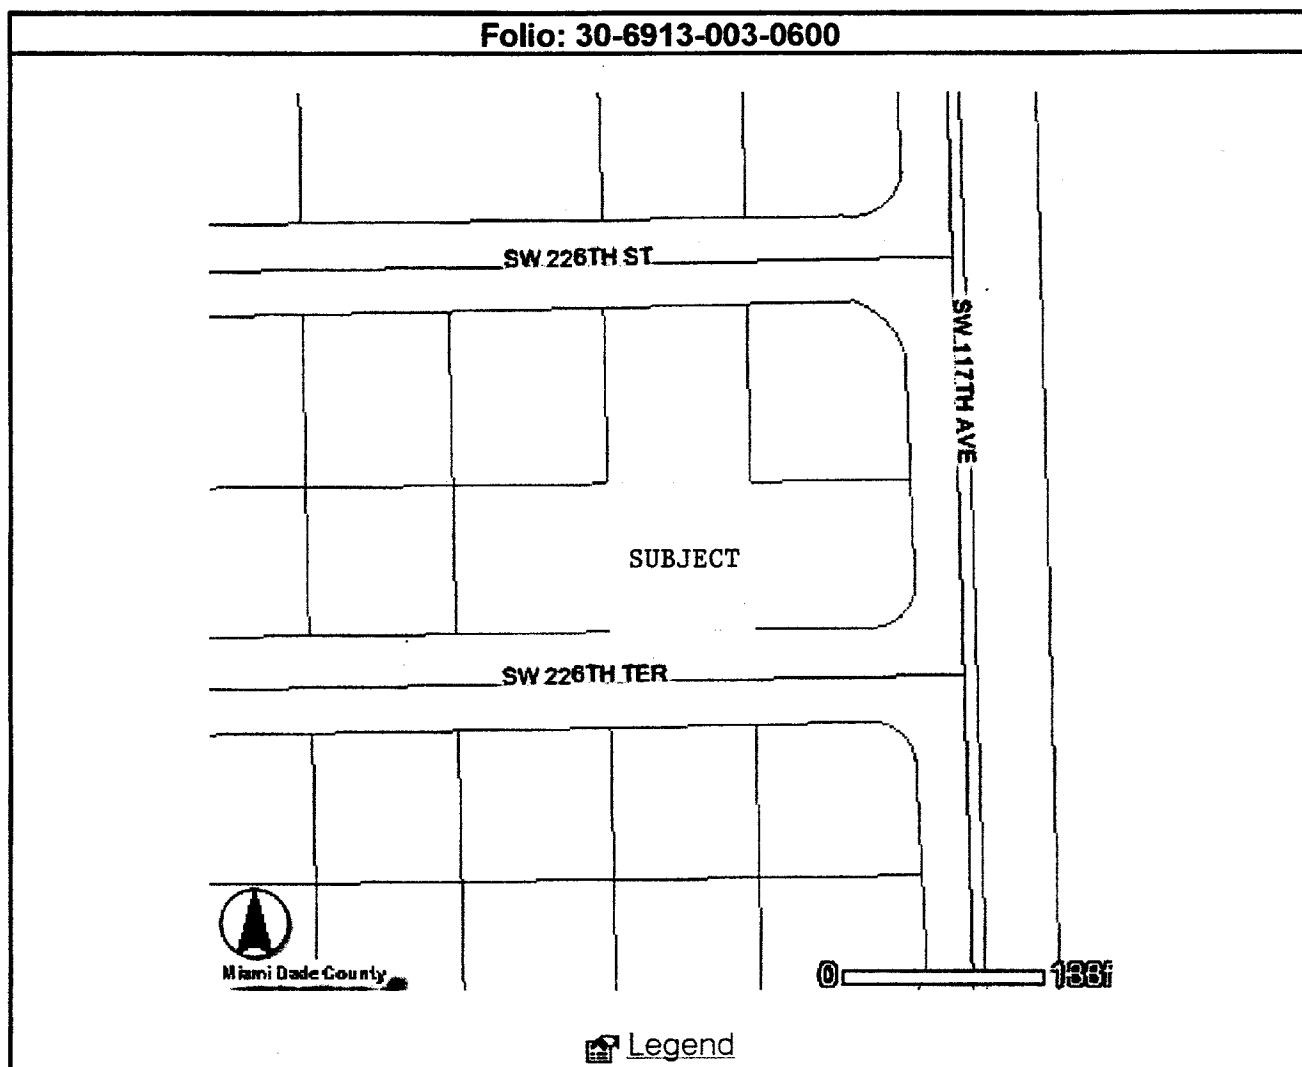 Folio: 30-6913-003-0600
SW 226TH ST
SW 117TH AVE
SUBJECT
SW 226TH TER
Miami Dade County
0
Legend